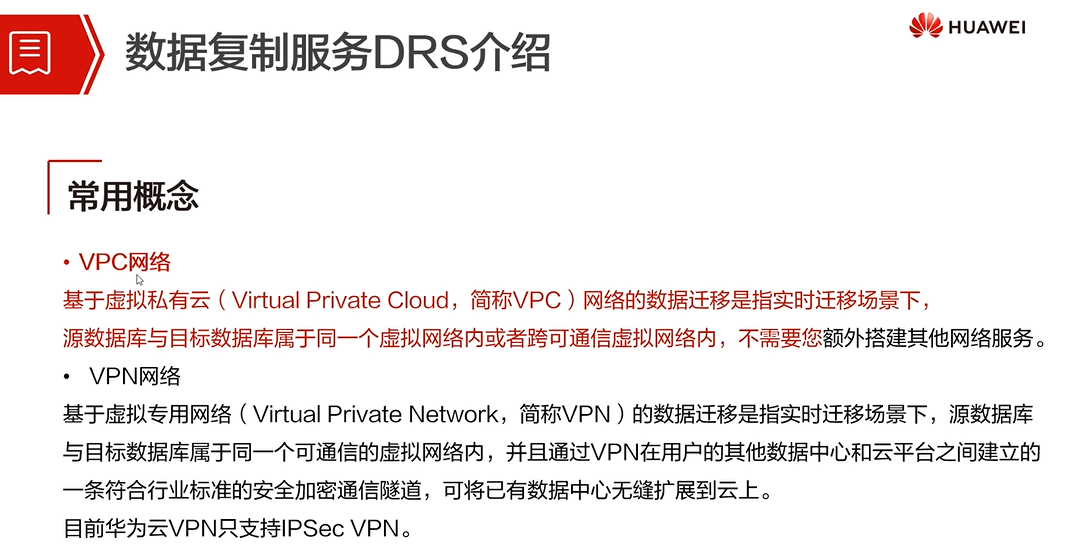 数据复制服务DRS介绍
HUAWEI
常用概念
• VPC网络
基于虚拟私有云（Virtual Private Cloud，简称VPC）网络的数据迁移是指实时迁移场景下，
源数据库与目标数据库属于同一个虚拟网络内或者跨可通信虚拟网络内，不需要您额外搭建其他网络服务。
• VPN网络
基于虚拟专用网络（Virtual Private Network，简称VPN）的数据迁移是指实时迁移场景下，源数据库
与目标数据库属于同一个可通信的虚拟网络内，并且通过VPN在用户的其他数据中心和云平台之间建立的
一条符合行业标准的安全加密通信隧道，可将已有数据中心无缝扩展到云上。
目前华为云VPN只支持IPSec VPN。